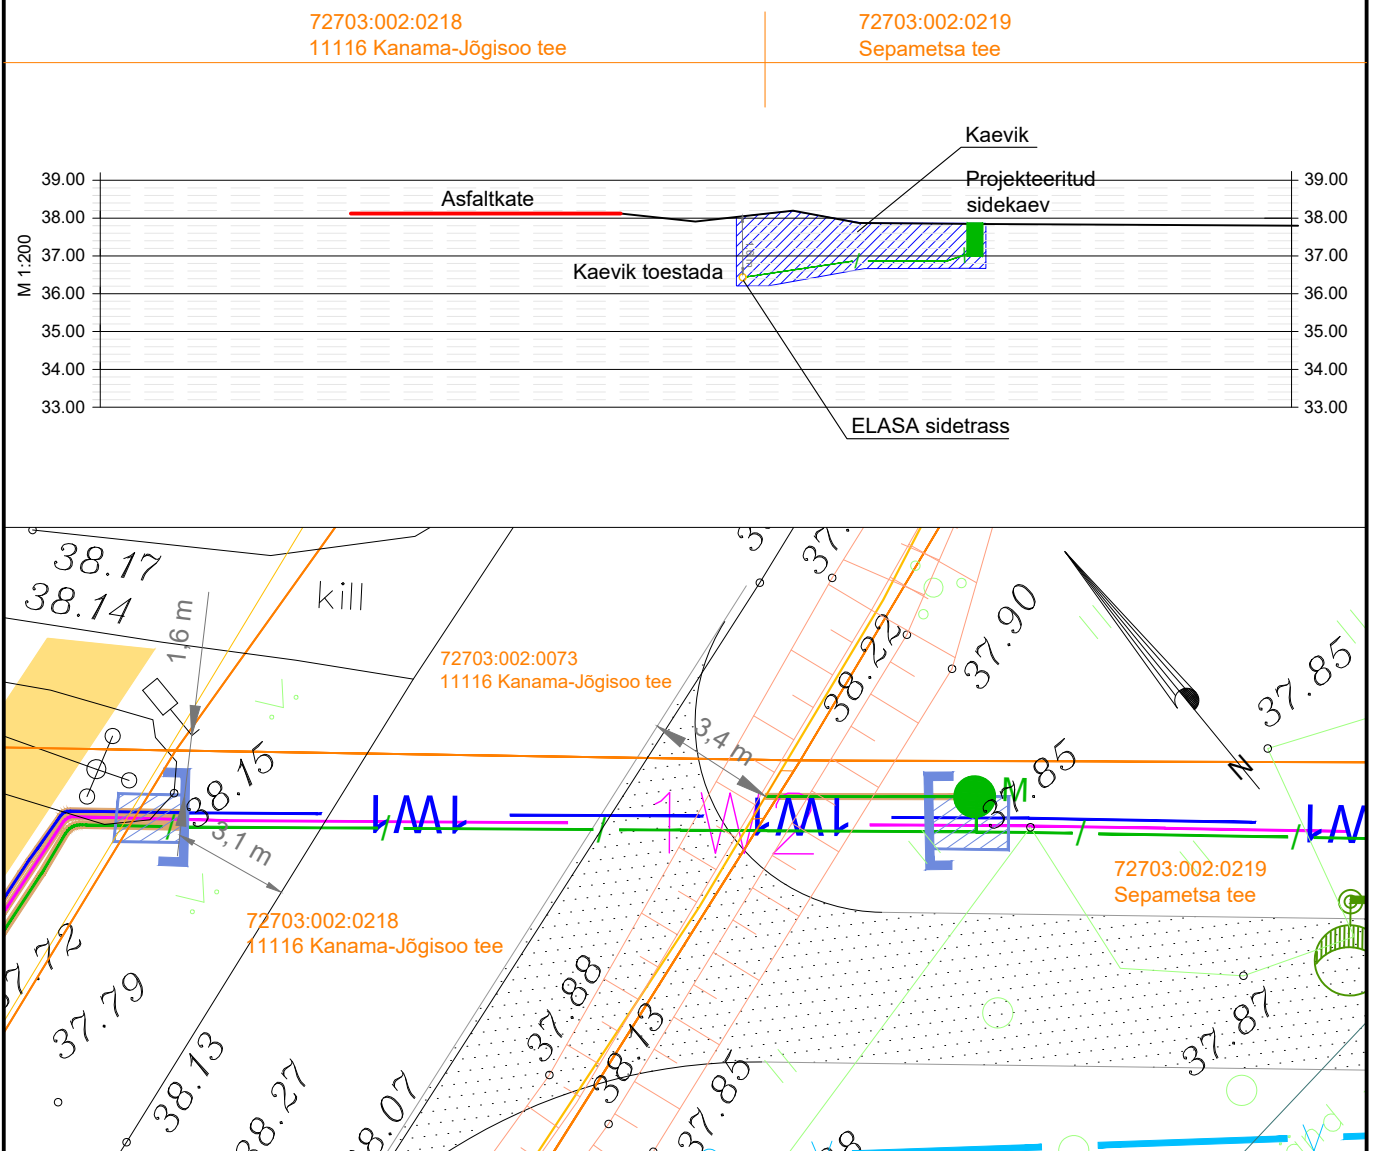 72703:002:0218
11116 Kanama-Jõgisoo tee
72703:002:0219
Sepametsa tee
Kaevik
Projekteeritud
sidekaev
Asfaltkate
Kaevik toestada
ELASA sidetrass
M 1:200
39.00
38.00
37.00
36.00
35.00
34.00
33.00
39.00
38.00
37.00
36.00
35.00
34.00
33.00
38.17
38.14
kill
1,6 m
72703:002:0073
11116 Kanama-Jõgisoo tee
37.90
38.22
37.85
N
3,4 m
38.15
3,1 m
1W1
1W2
1W1
M
37.85
72703:002:0219
Sepametsa tee
72703:002:0218
11116 Kanama-Jõgisoo tee
37.79
38.13
37.88
38.13
37.85
37.87